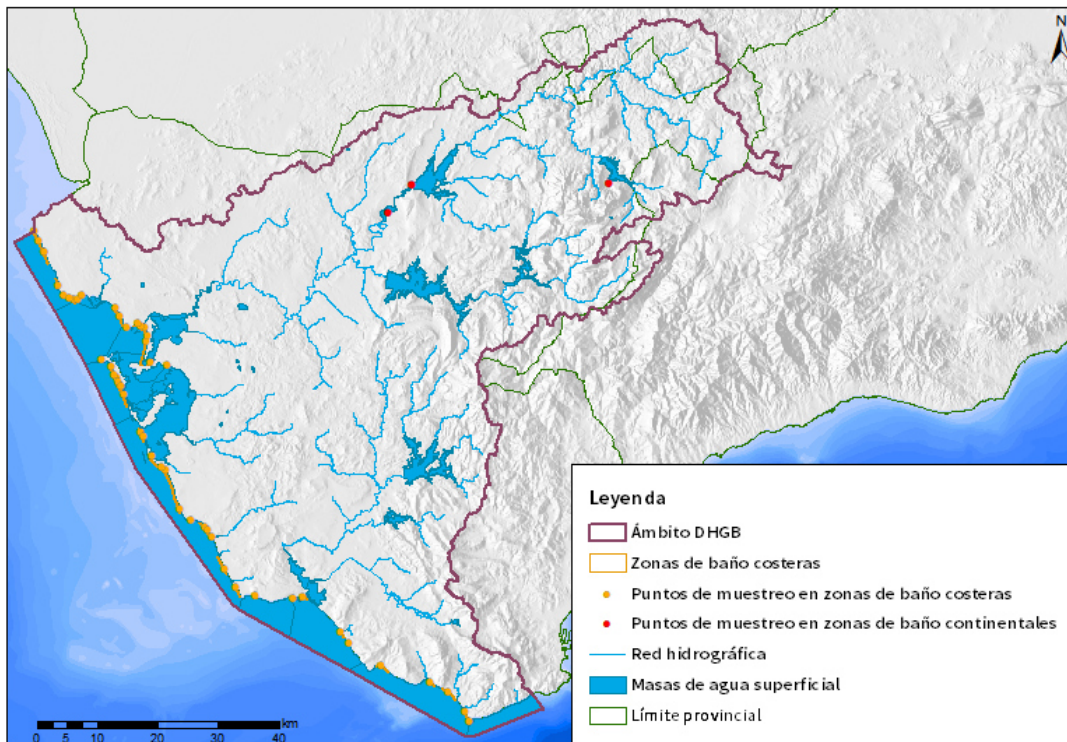 N
Leyenda
Ámbito DHGB
Zonas de baño costeras
Puntos de muestreo en zonas de baño costeras
Puntos de muestreo en zonas de baño continentales
Red hidrográfica
Masas de agua superficial
Límite provincial
km
0 5 10 20 30 40